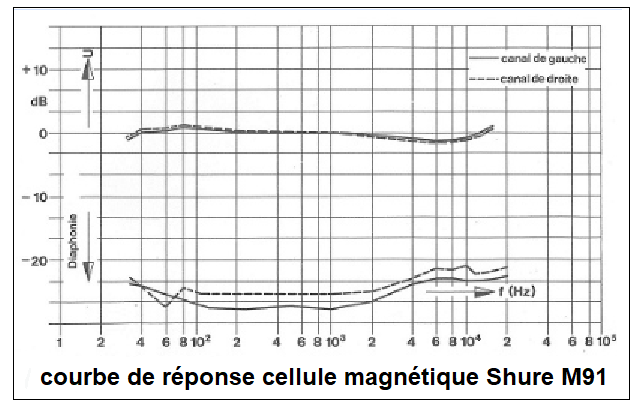 U
+10
dB
0
-10
Diaphonie
-20
canal de gauche
canal de droite
f (Hz)
1 2 4 6 8 10² 2 4 6 8 10³ 2 4 6 8 10⁴ 2 4 6 8 10⁵
courbe de réponse cellule magnétique Shure M91